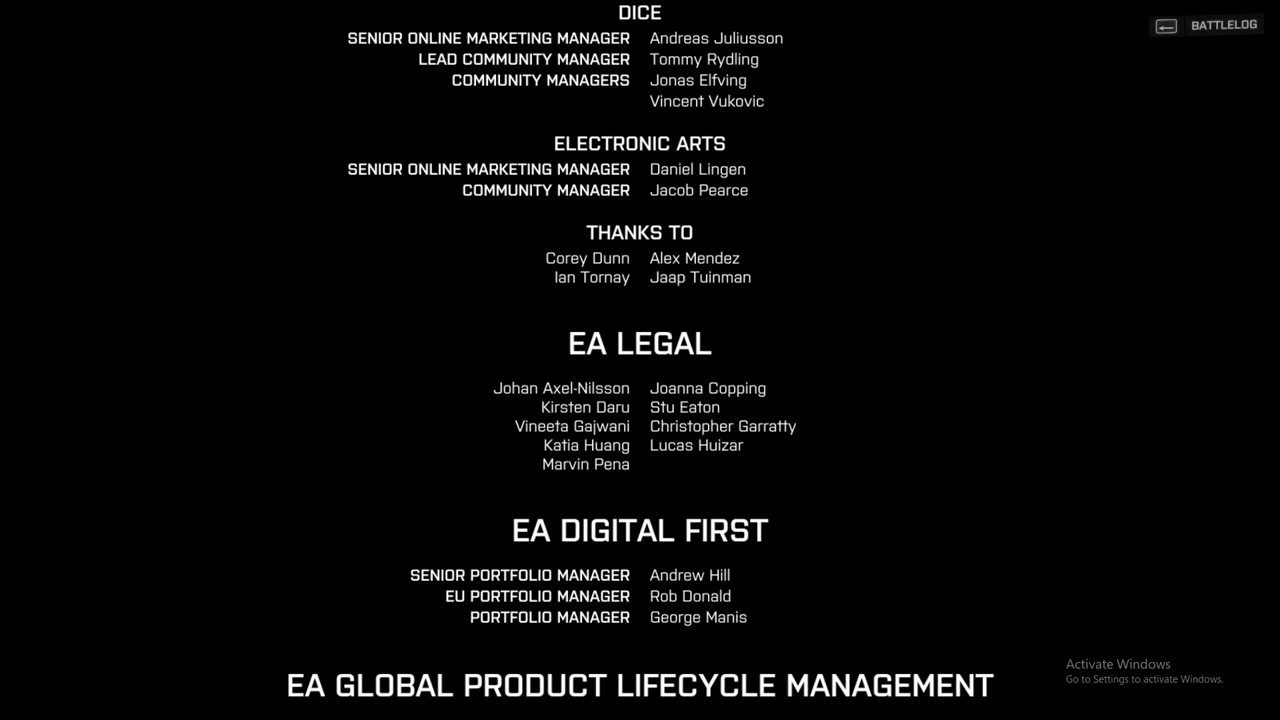 DICE
BATTLELOG
SENIOR ONLINE MARKETING MANAGER Andreas Juliusson
LEAD COMMUNITY MANAGER Tommy Rydling
COMMUNITY MANAGERS Jonas Elfving
Vincent Vukovic
ELECTRONIC ARTS
SENIOR ONLINE MARKETING MANAGER Daniel Lingen
COMMUNITY MANAGER Jacob Pearce
THANKS TO
Corey Dunn Alex Mendez
Ian Tornay Jaap Tuinman
EA LEGAL
Johan Axel-Nilsson Joanna Copping
Kirsten Daru Stu Eaton
Vineeta Gajwani Christopher Garratty
Katia Huang Lucas Huizar
Marvin Pena
EA DIGITAL FIRST
SENIOR PORTFOLIO MANAGER Andrew Hill
EU PORTFOLIO MANAGER Rob Donald
PORTFOLIO MANAGER George Manis
Activate Windows
Go to Settings to activate Windows.
EA GLOBAL PRODUCT LIFECYCLE MANAGEMENT